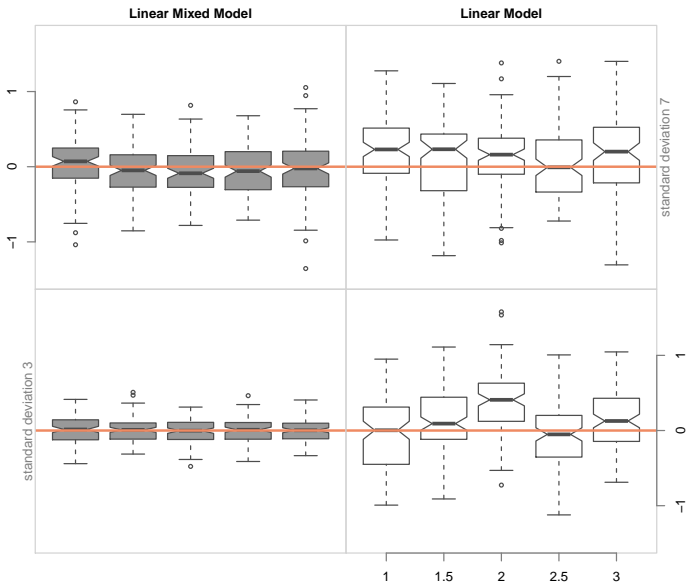 Linear Mixed Model Linear Model
1
0
−1
standard deviation 7
standard deviation 3
1
0
−1
1 1.5 2 2.5 3